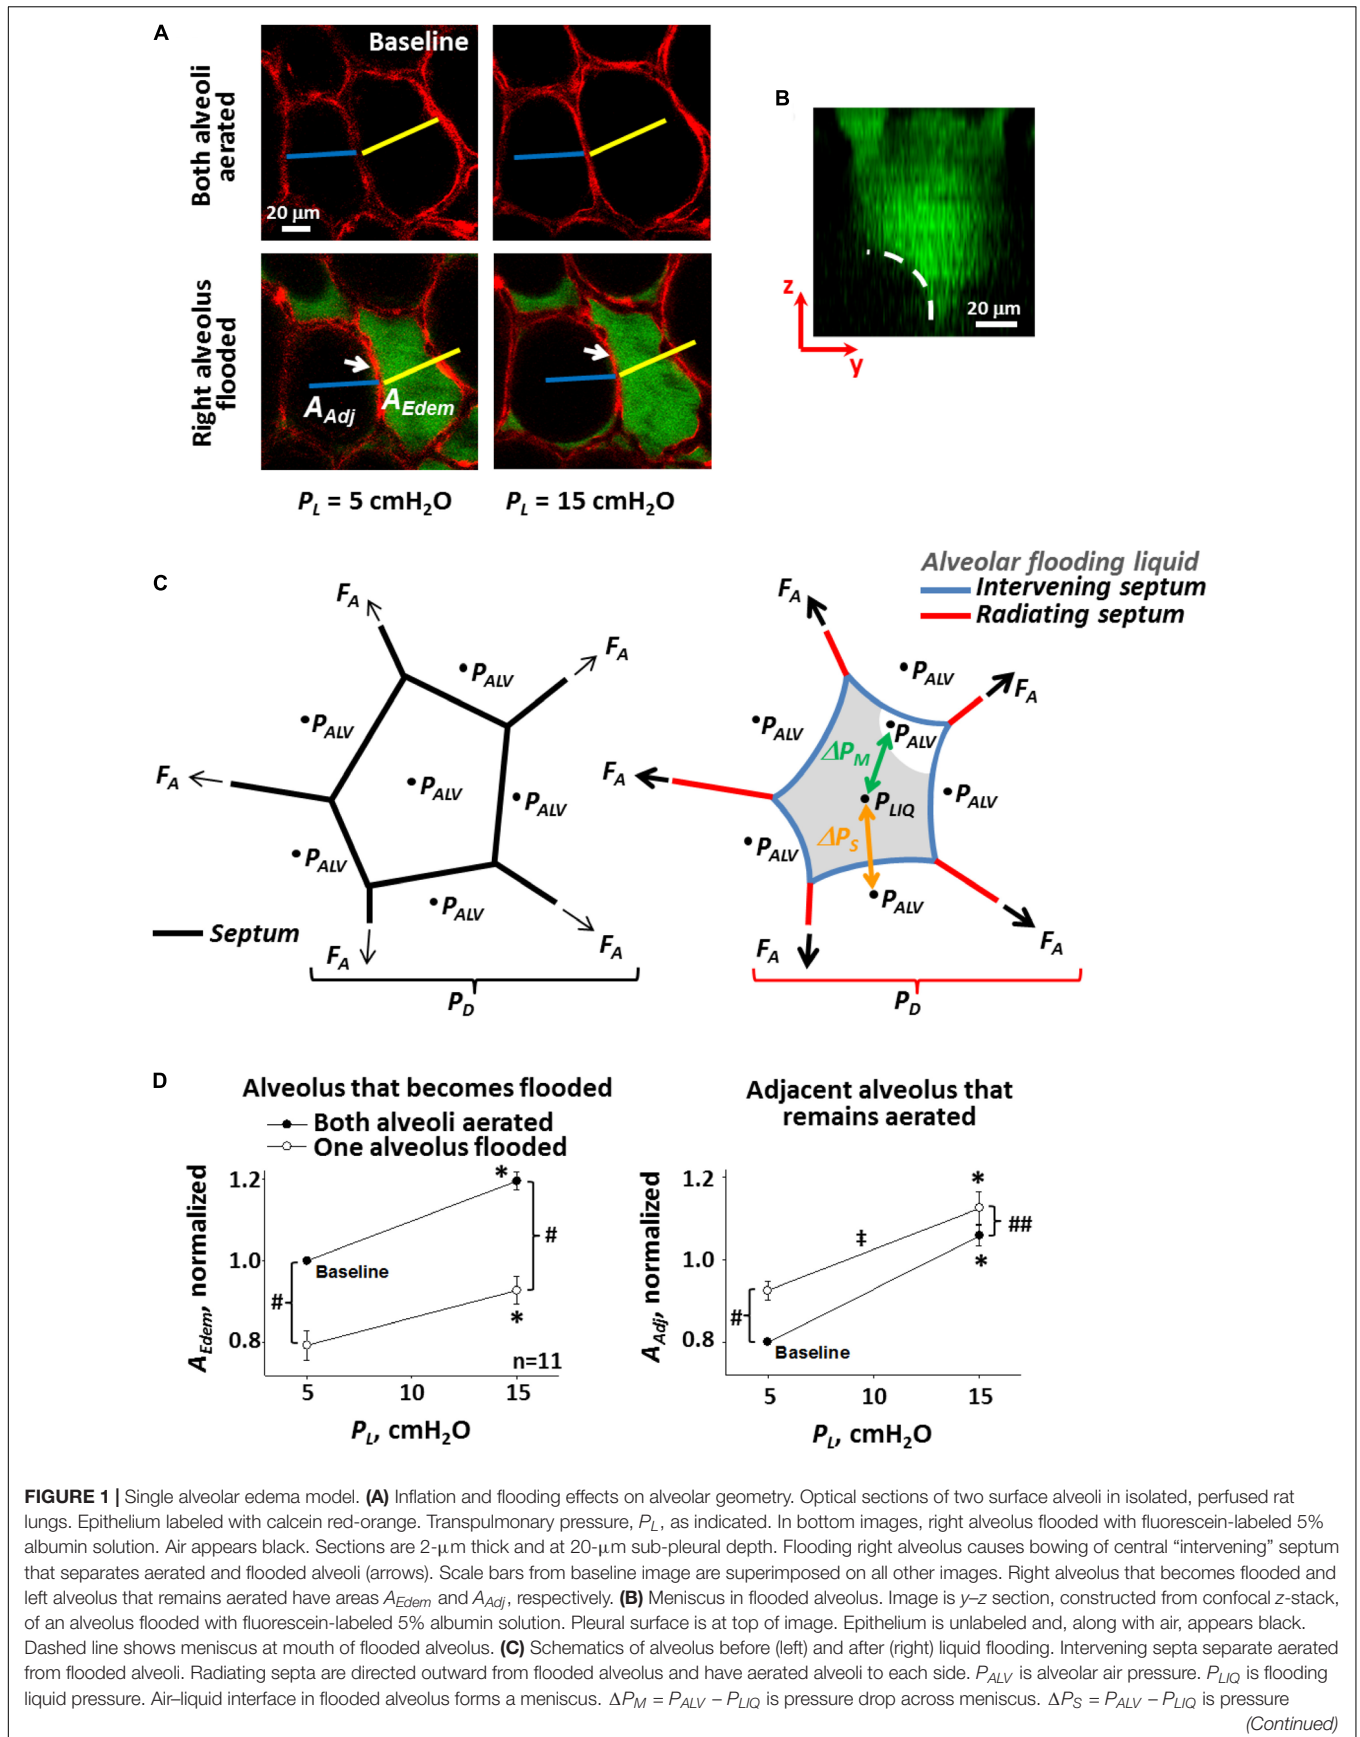 A
Baseline
Both alveoli
aerated
20 μm
B
z
20 μm
y
Right alveolus
flooded
A_Adj
A_Edem
P_L = 5 cmH₂O
P_L = 15 cmH₂O
C
Alveolar flooding liquid
Intervening septum
Radiating septum
F_A
F_A
P_ALV
P_ALV
F_A
P_ALV
P_ALV
P_ALV
P_ALV
Septum
F_A
F_A
P_D
F_A
P_ALV
F_A
P_ALV
P_ALV
ΔP_M
F_A
P_ALV
P_LIQ
ΔP_S
P_ALV
P_ALV
F_A
F_A
P_D
D
Alveolus that becomes flooded
Both alveoli aerated
One alveolus flooded
A_Edem, normalized
1.2
1.0
0.8
*
#
Baseline
#
*
n=11
5
10
15
P_L, cmH₂O
Adjacent alveolus that
remains aerated
A_Adj, normalized
1.2
1.0
0.8
*
‡
##
*
#
Baseline
5
10
15
P_L, cmH₂O
FIGURE 1 | Single alveolar edema model. (A) Inflation and flooding effects on alveolar geometry. Optical sections of two surface alveoli in isolated, perfused rat
lungs. Epithelium labeled with calcein red-orange. Transpulmonary pressure, P_L, as indicated. In bottom images, right alveolus flooded with fluorescein-labeled 5%
albumin solution. Air appears black. Sections are 2-μm thick and at 20-μm sub-pleural depth. Flooding right alveolus causes bowing of central “intervening” septum
that separates aerated and flooded alveoli (arrows). Scale bars from baseline image are superimposed on all other images. Right alveolus that becomes flooded and
left alveolus that remains aerated have areas A_Edem and A_Adj, respectively. (B) Meniscus in flooded alveolus. Image is y–z section, constructed from confocal z-stack,
of an alveolus flooded with fluorescein-labeled 5% albumin solution. Pleural surface is at top of image. Epithelium is unlabeled and, along with air, appears black.
Dashed line shows meniscus at mouth of flooded alveolus. (C) Schematics of alveolus before (left) and after (right) liquid flooding. Intervening septa separate aerated
from flooded alveoli. Radiating septa are directed outward from flooded alveolus and have aerated alveoli to each side. P_ALV is alveolar air pressure. P_LIQ is flooding
liquid pressure. Air–liquid interface in flooded alveolus forms a meniscus. ΔP_M = P_ALV – P_LIQ is pressure drop across meniscus. ΔP_S = P_ALV – P_LIQ is pressure
(Continued)